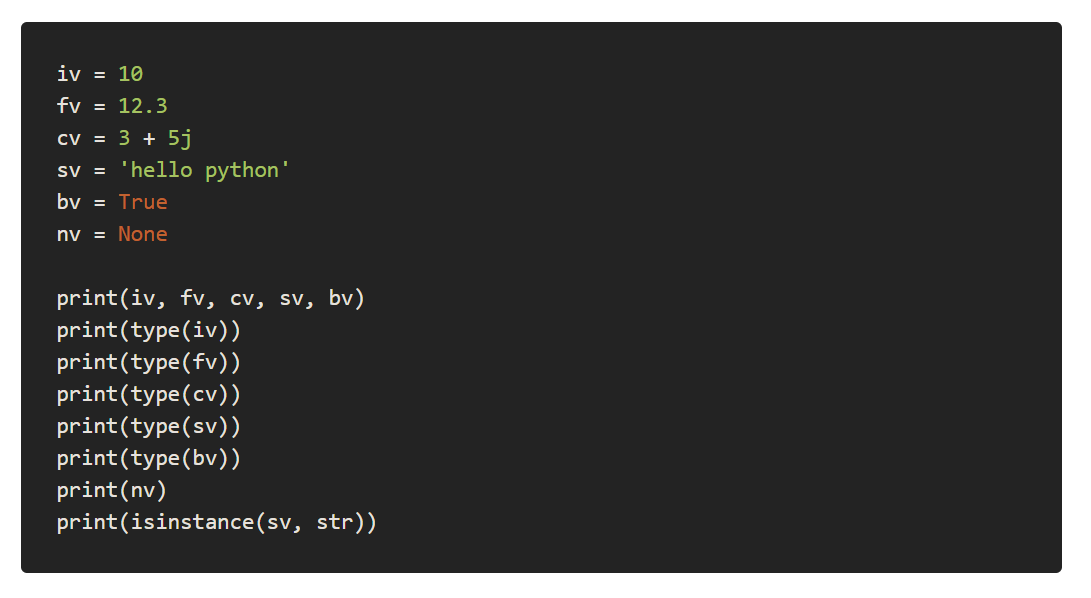 iv = 10
fv = 12.3
cv = 3 + 5j
sv = 'hello python'
bv = True
nv = None
print(iv, fv, cv, sv, bv)
print(type(iv))
print(type(fv))
print(type(cv))
print(type(sv))
print(type(bv))
print(nv)
print(isinstance(sv, str))